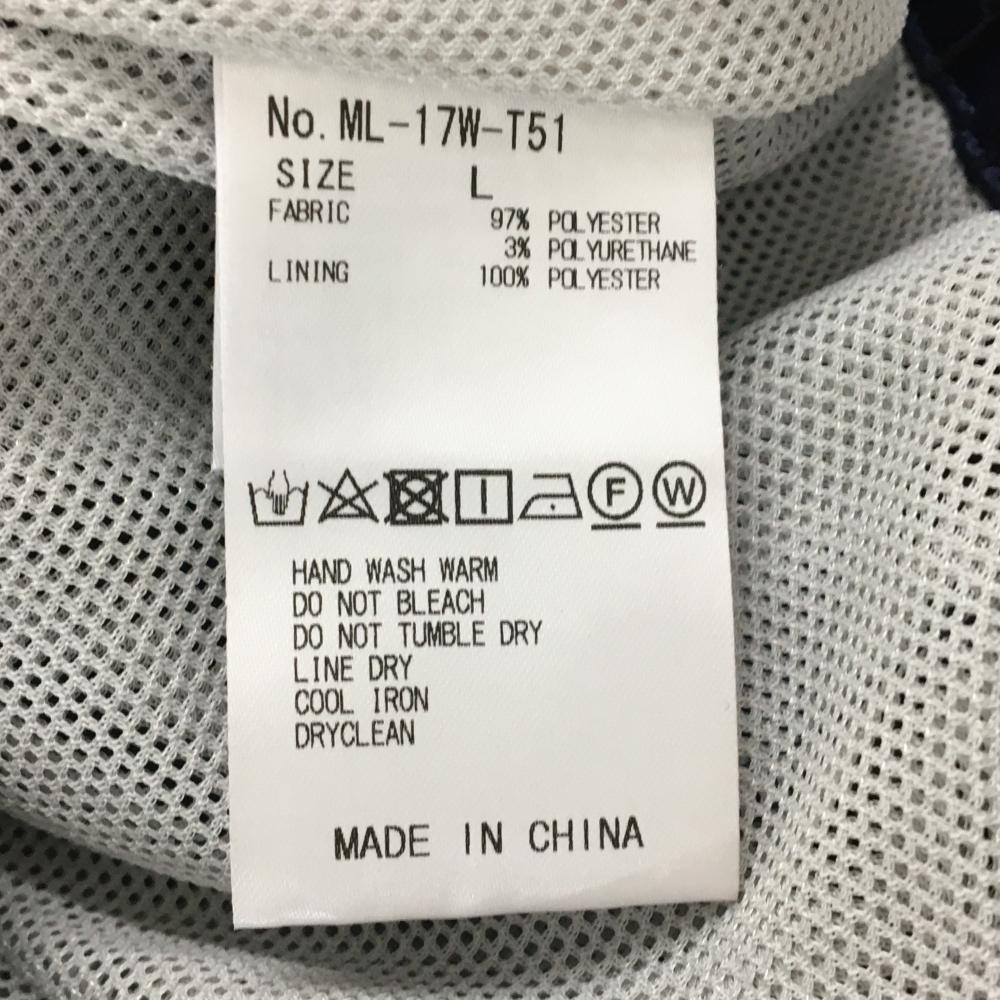 No. ML-17W-T51
SIZE L
FABRIC 97% POLYESTER
3% POLYURETHANE
LINING 100% POLYESTER
F W
HAND WASH WARM
DO NOT BLEACH
DO NOT TUMBLE DRY
LINE DRY
COOL IRON
DRYCLEAN
MADE IN CHINA